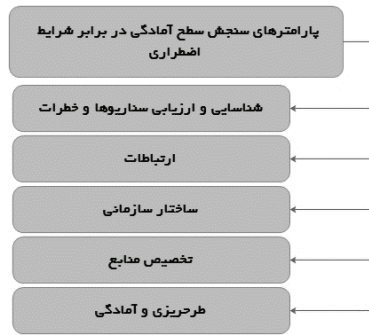 پارامترهای سنجش سطح آمادگی در برابر شرایط
اضطراری
شناسایی و ارزیابی سناریوها و خطرات
ارتباطات
ساختار سازمانی
تخصیص منابع
طرحریزی و آمادگی